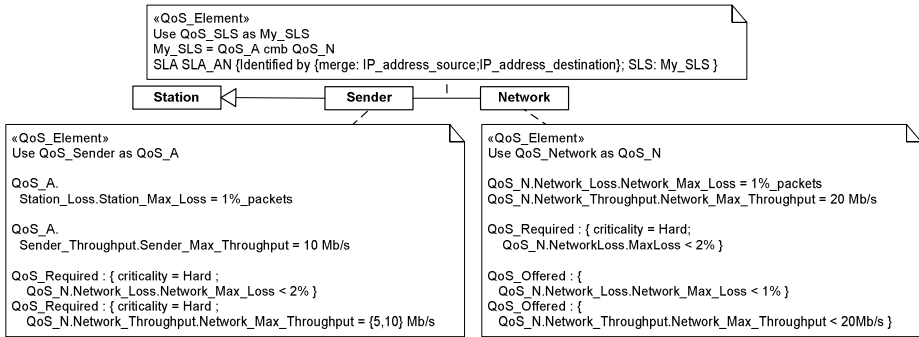 «QoS_Element»
Use QoS_SLS as My_SLS
My_SLS = QoS_A cmb QoS_N
SLA SLA_AN {Identified by {merge: IP_address_source;IP_address_destination}; SLS: My_SLS }
Station
Sender
Network
«QoS_Element»
Use QoS_Sender as QoS_A
QoS_A.
Station_Loss.Station_Max_Loss = 1%_packets
QoS_A.
Sender_Throughput.Sender_Max_Throughput = 10 Mb/s
QoS_Required : { criticality = Hard ;
QoS_N.Network_Loss.Network_Max_Loss < 2% }
QoS_Required : { criticality = Hard ;
QoS_N.Network_Throughput.Network_Max_Throughput = {5,10} Mb/s
«QoS_Element»
Use QoS_Network as QoS_N
QoS_N.Network_Loss.Network_Max_Loss = 1%_packets
QoS_N.Network_Throughput.Network_Max_Throughput = 20 Mb/s
QoS_Required : { criticality = Hard;
QoS_N.NetworkLoss.MaxLoss < 2% }
QoS_Offered : {
QoS_N.Network_Loss.Network_Max_Loss < 1% }
QoS_Offered : {
QoS_N.Network_Throughput.Network_Max_Throughput < 20Mb/s }